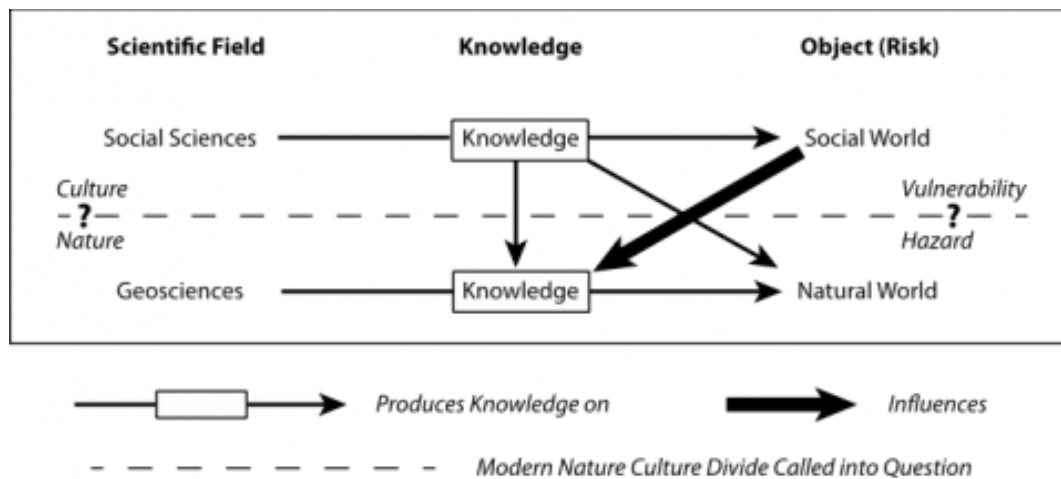 Scientific Field Knowledge Object (Risk)
Social Sciences Knowledge Social World
Culture Vulnerability
? ?
Nature Hazard
Geosciences Knowledge Natural World
Produces Knowledge on Influences
Modern Nature Culture Divide Called into Question